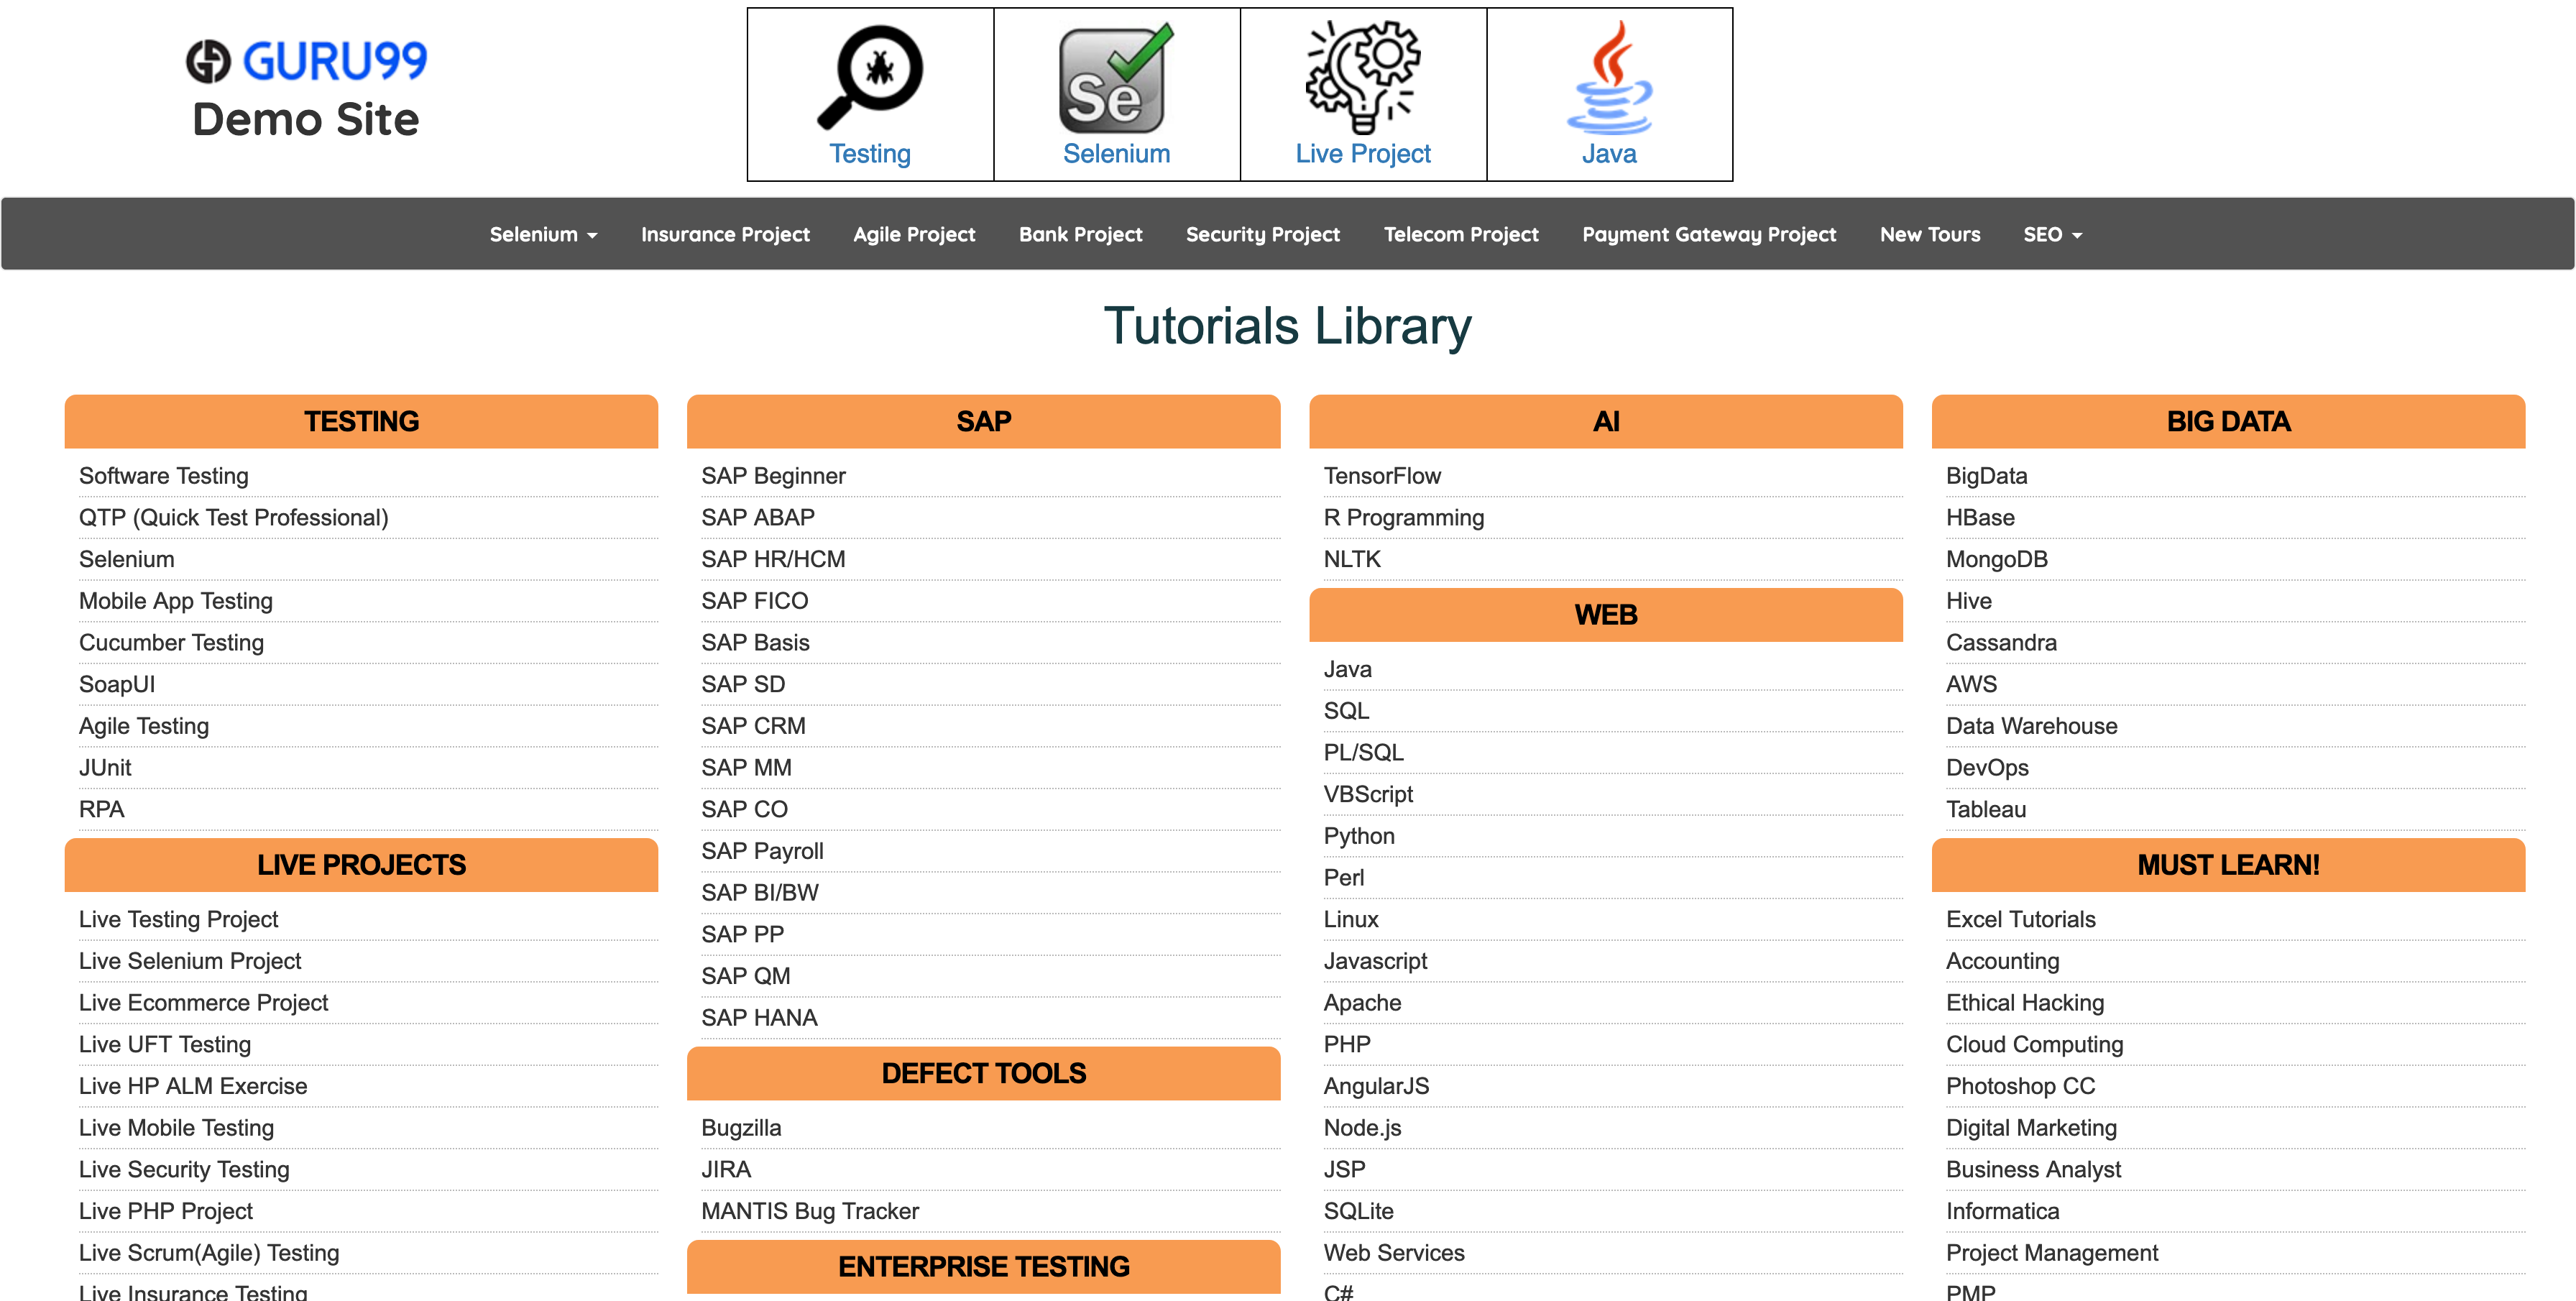 GURU99
Demo Site
Se
Testing
Selenium
Live Project
Java
Selenium
Insurance Project
Agile Project
Bank Project
Security Project
Telecom Project
Payment Gateway Project
New Tours
SEO
Tutorials Library
TESTING
Software Testing
QTP (Quick Test Professional)
Selenium
Mobile App Testing
Cucumber Testing
SoapUI
Agile Testing
JUnit
RPA
LIVE PROJECTS
Live Testing Project
Live Selenium Project
Live Ecommerce Project
Live UFT Testing
Live HP ALM Exercise
Live Mobile Testing
Live Security Testing
Live PHP Project
Live Scrum(Agile) Testing
Live Insurance Testing
SAP
SAP Beginner
SAP ABAP
SAP HR/HCM
SAP FICO
SAP Basis
SAP SD
SAP CRM
SAP MM
SAP CO
SAP Payroll
SAP BI/BW
SAP PP
SAP QM
SAP HANA
DEFECT TOOLS
Bugzilla
JIRA
MANTIS Bug Tracker
ENTERPRISE TESTING
AI
TensorFlow
R Programming
NLTK
WEB
Java
SQL
PL/SQL
VBScript
Python
Perl
Linux
Javascript
Apache
PHP
AngularJS
Node.js
JSP
SQLite
Web Services
C#
BIG DATA
BigData
HBase
MongoDB
Hive
Cassandra
AWS
Data Warehouse
DevOps
Tableau
MUST LEARN!
Excel Tutorials
Accounting
Ethical Hacking
Cloud Computing
Photoshop CC
Digital Marketing
Business Analyst
Informatica
Project Management
PMP